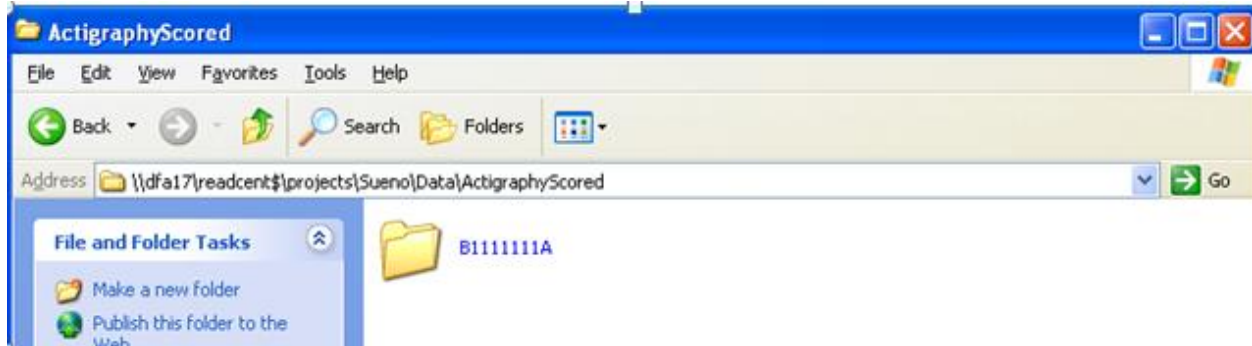 ActigraphyScored
File Edit View Favorites Tools Help
Back Search Folders
Address \\dfa17\readcent$\projects\Sueno\Data\ActigraphyScored Go
File and Folder Tasks
B1111111A
Make a new folder
Publish this folder to the
Web